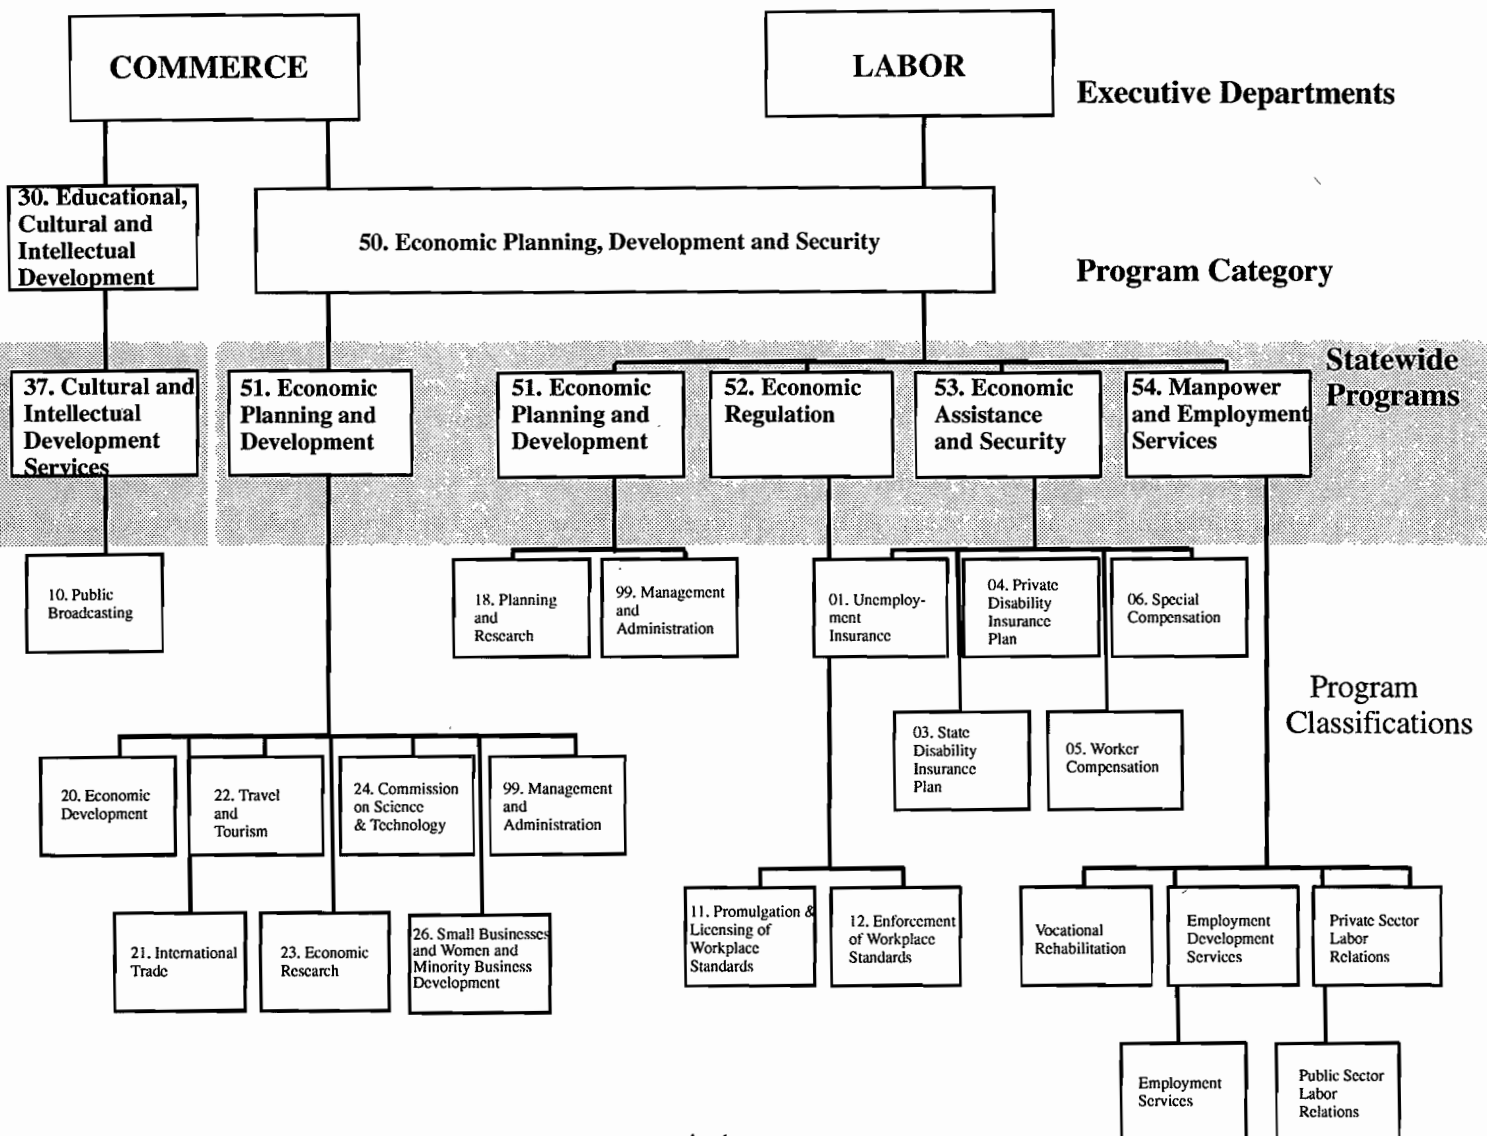 COMMERCE
LABOR
Executive Departments
30. Educational,
Cultural and
Intellectual
Development
50. Economic Planning, Development and Security
Program Category
37. Cultural and
Intellectual
Development
Services
51. Economic
Planning and
Development
51. Economic
Planning and
Development
52. Economic
Regulation
53. Economic
Assistance
and Security
54. Manpower
and Employment
Services
Statewide
Programs
10. Public
Broadcasting
18. Planning
and
Research
99. Management
and
Administration
01. Unemploy-
ment
Insurance
04. Private
Disability
Insurance
Plan
06. Special
Compensation
Program
Classifications
03. State
Disability
Insurance
Plan
05. Worker
Compensation
20. Economic
Development
22. Travel
and
Tourism
24. Commission
on Science
& Technology
99. Management
and
Administration
21. International
Trade
23. Economic
Research
26. Small Businesses
and Women and
Minority Business
Development
11. Promulgation &
Licensing of
Workplace
Standards
12. Enforcement
of Workplace
Standards
Vocational
Rehabilitation
Employment
Development
Services
Private Sector
Labor
Relations
Employment
Services
Public Sector
Labor
Relations